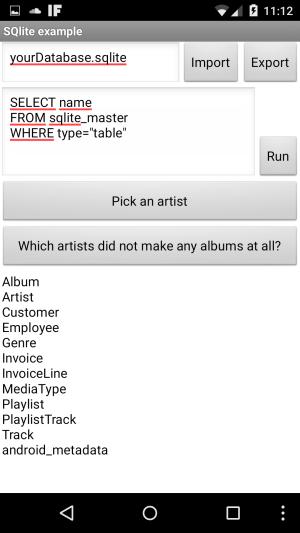 IF 11:12
SQlite example
yourDatabase.sqlite Import Export
SELECT name
FROM sqlite_master
WHERE type="table"
Run
Pick an artist
Which artists did not make any albums at all?
Album
Artist
Customer
Employee
Genre
Invoice
InvoiceLine
MediaType
Playlist
PlaylistTrack
Track
android_metadata